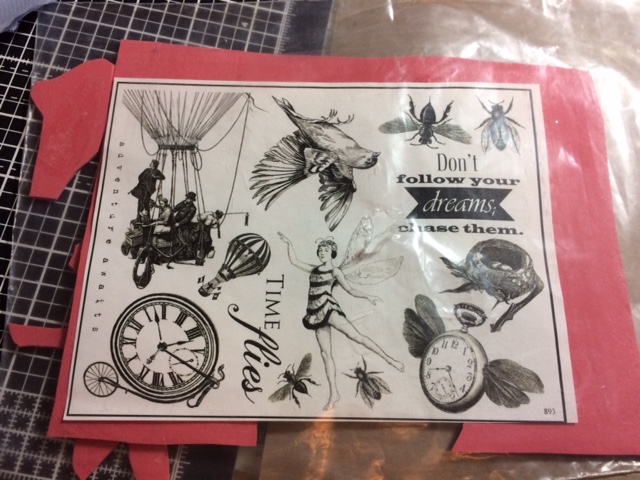 adventure awaits
Don't
follow your
dreams,
chase them.
TIME
flies
893